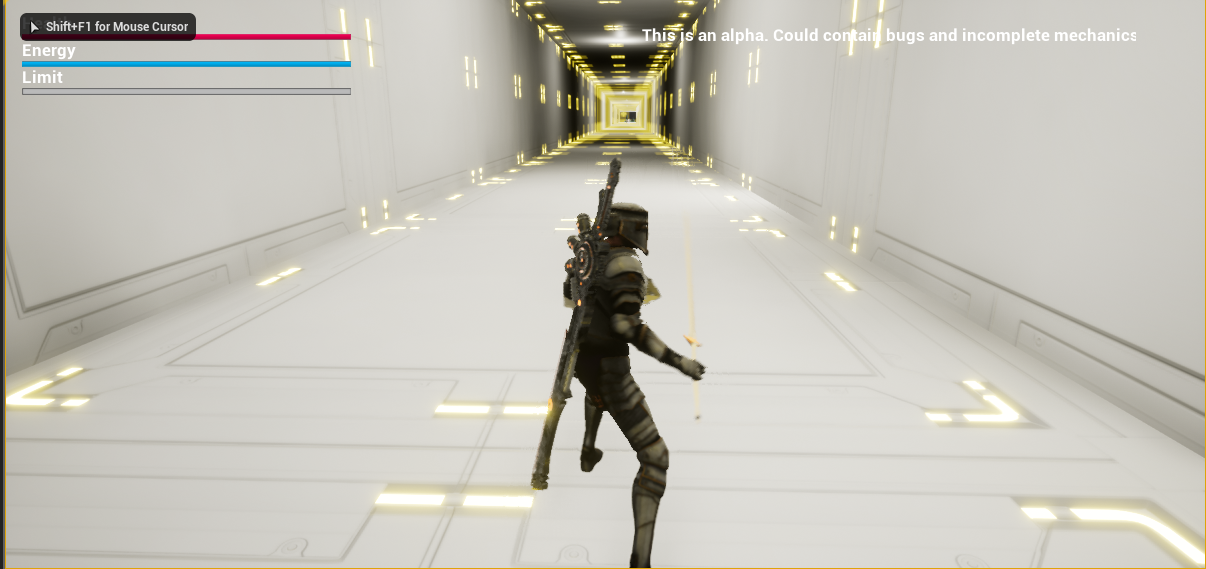 Shift+F1 for Mouse Cursor
This is an alpha. Could contain bugs and incomplete mechanics
Energy
Limit